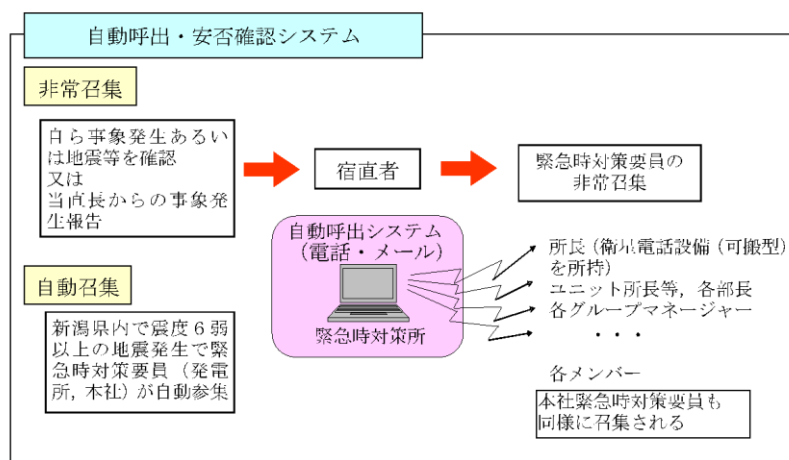 自動呼出・安否確認システム
非常召集
自ら事象発生あるい
は地震等を確認
又は
当直長からの事象発
生報告
宿直者
緊急時対策要員の
非常召集
自動呼出システム
(電話・メール)
緊急時対策所
所長(衛星電話設備(可搬型)
を所持)
ユニット所長等,各部長
各グループマネージャー
・・・
各メンバー
本社緊急時対策要員も
同様に召集される
自動召集
新潟県内で震度6弱
以上の地震発生で緊
急時対策要員(発電
所,本社)が自動参集